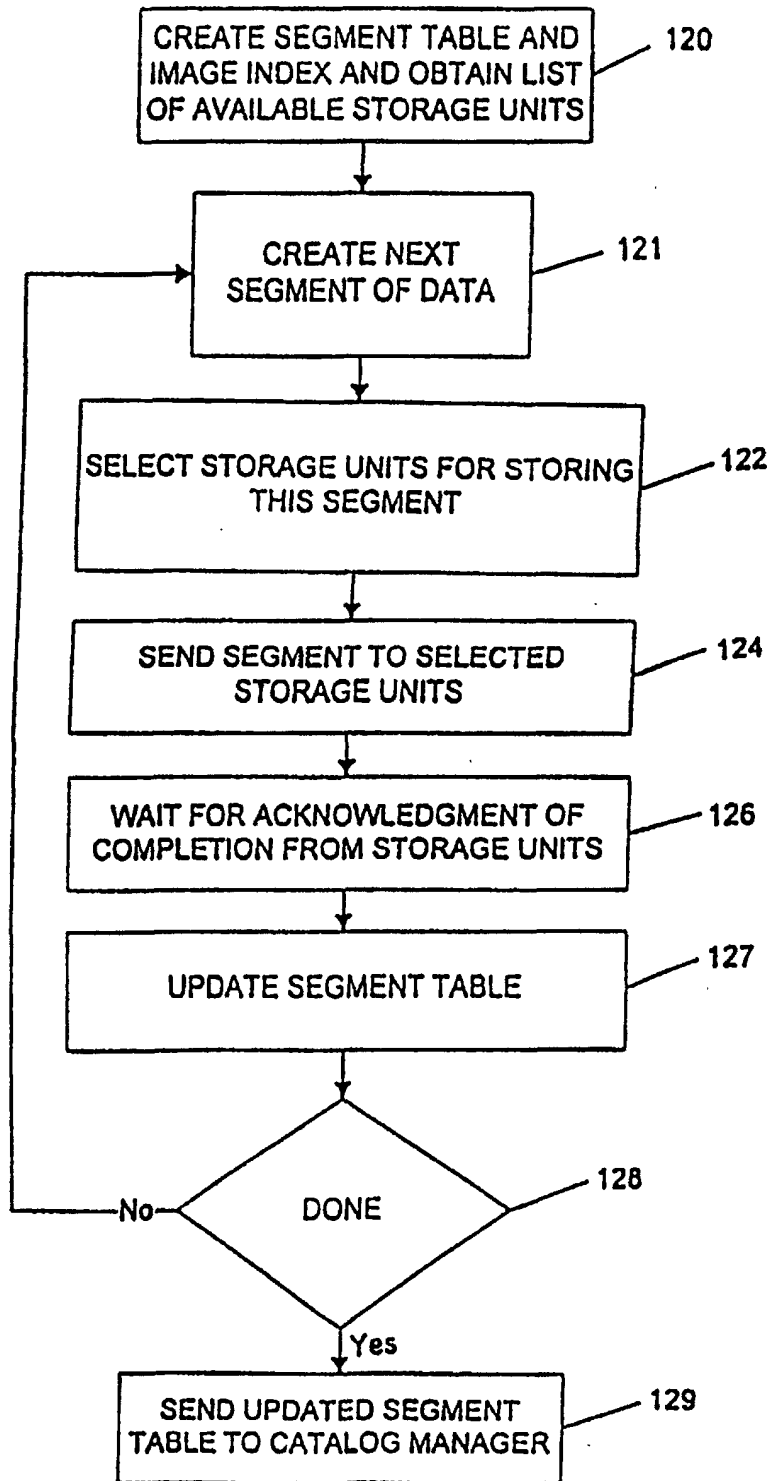 CREATE SEGMENT TABLE AND
IMAGE INDEX AND OBTAIN LIST
OF AVAILABLE STORAGE UNITS
120
CREATE NEXT
SEGMENT OF DATA
121
SELECT STORAGE UNITS FOR STORING
THIS SEGMENT
122
SEND SEGMENT TO SELECTED
STORAGE UNITS
124
WAIT FOR ACKNOWLEDGMENT OF
COMPLETION FROM STORAGE UNITS
126
UPDATE SEGMENT TABLE
127
DONE
128
No
Yes
SEND UPDATED SEGMENT
TABLE TO CATALOG MANAGER
129